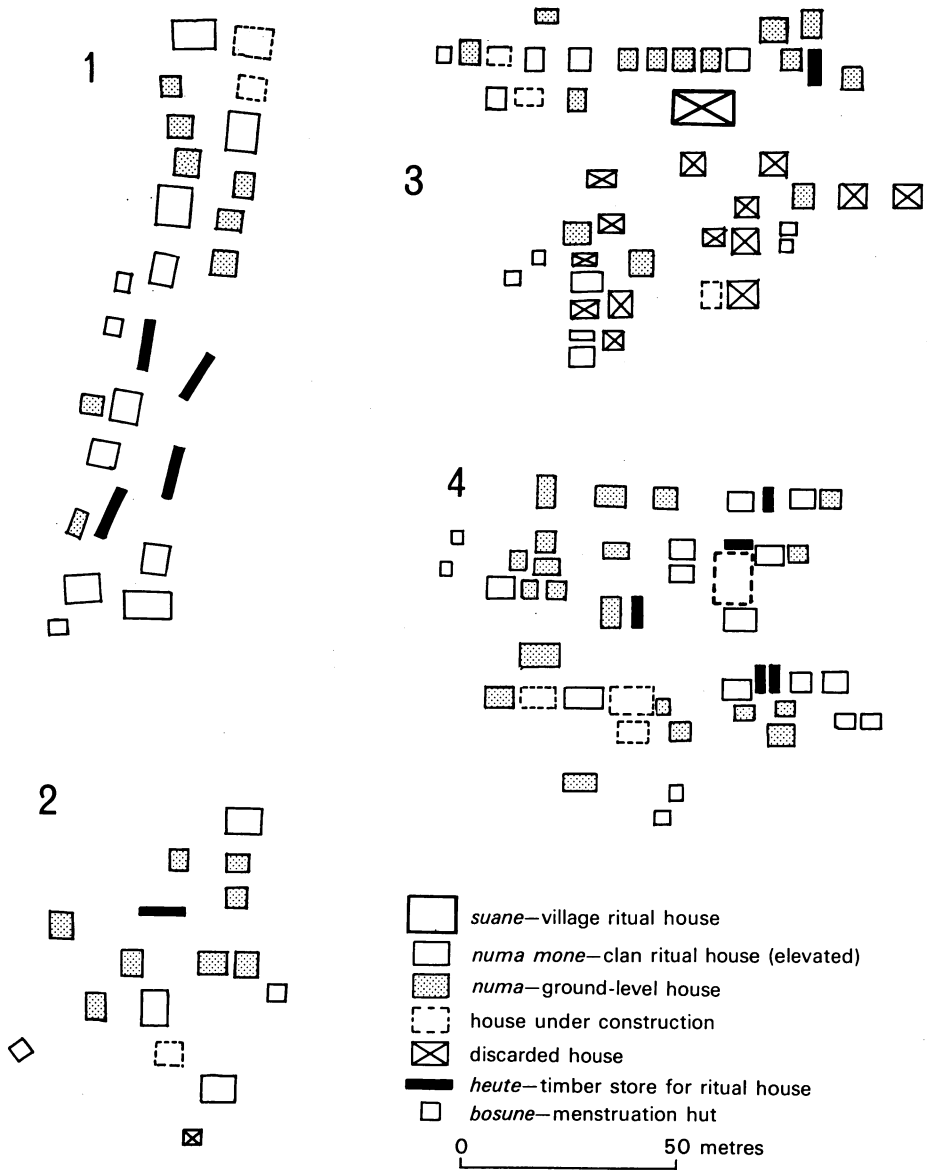 1
3
4
2
suane—village ritual house
numa mone—clan ritual house (elevated)
numa—ground-level house
house under construction
discarded house
heute—timber store for ritual house
bosune—menstruation hut
0 50 metres